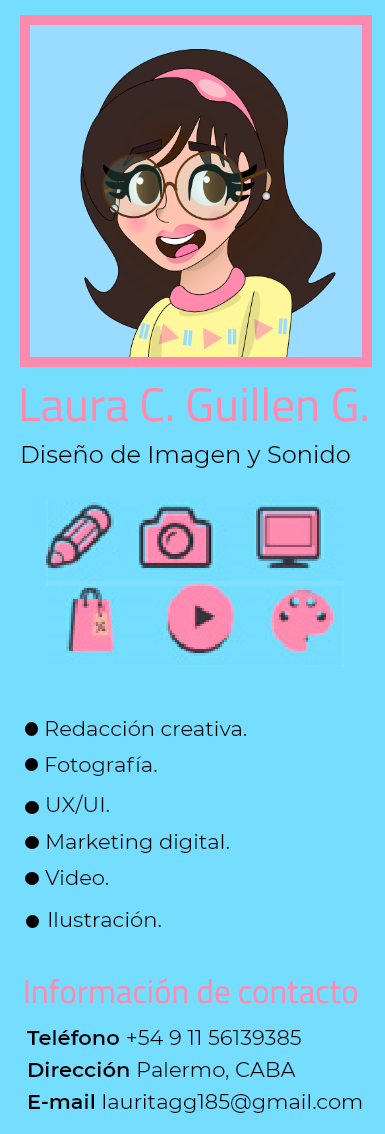 Laura C. Guillen G.
Diseño de Imagen y Sonido
Redacción creativa.
Fotografía.
UX/UI.
Marketing digital.
Video.
Ilustración.
Información de contacto
Teléfono +54 9 11 56139385
Dirección Palermo, CABA
E-mail lauritagg185@gmail.com